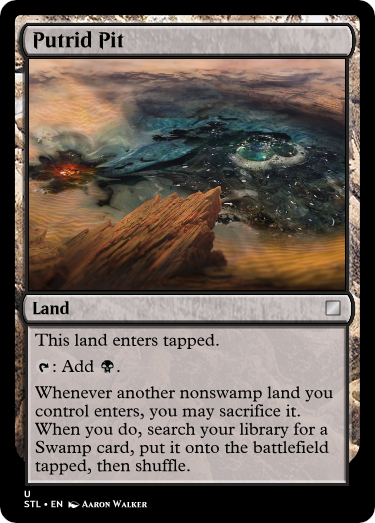 Putrid Pit
Land
This land enters tapped.
: Add .
Whenever another nonswamp land you
control enters, you may sacrifice it.
When you do, search your library for a
Swamp card, put it onto the battlefield
tapped, then shuffle.
U
STL • EN Aaron Walker